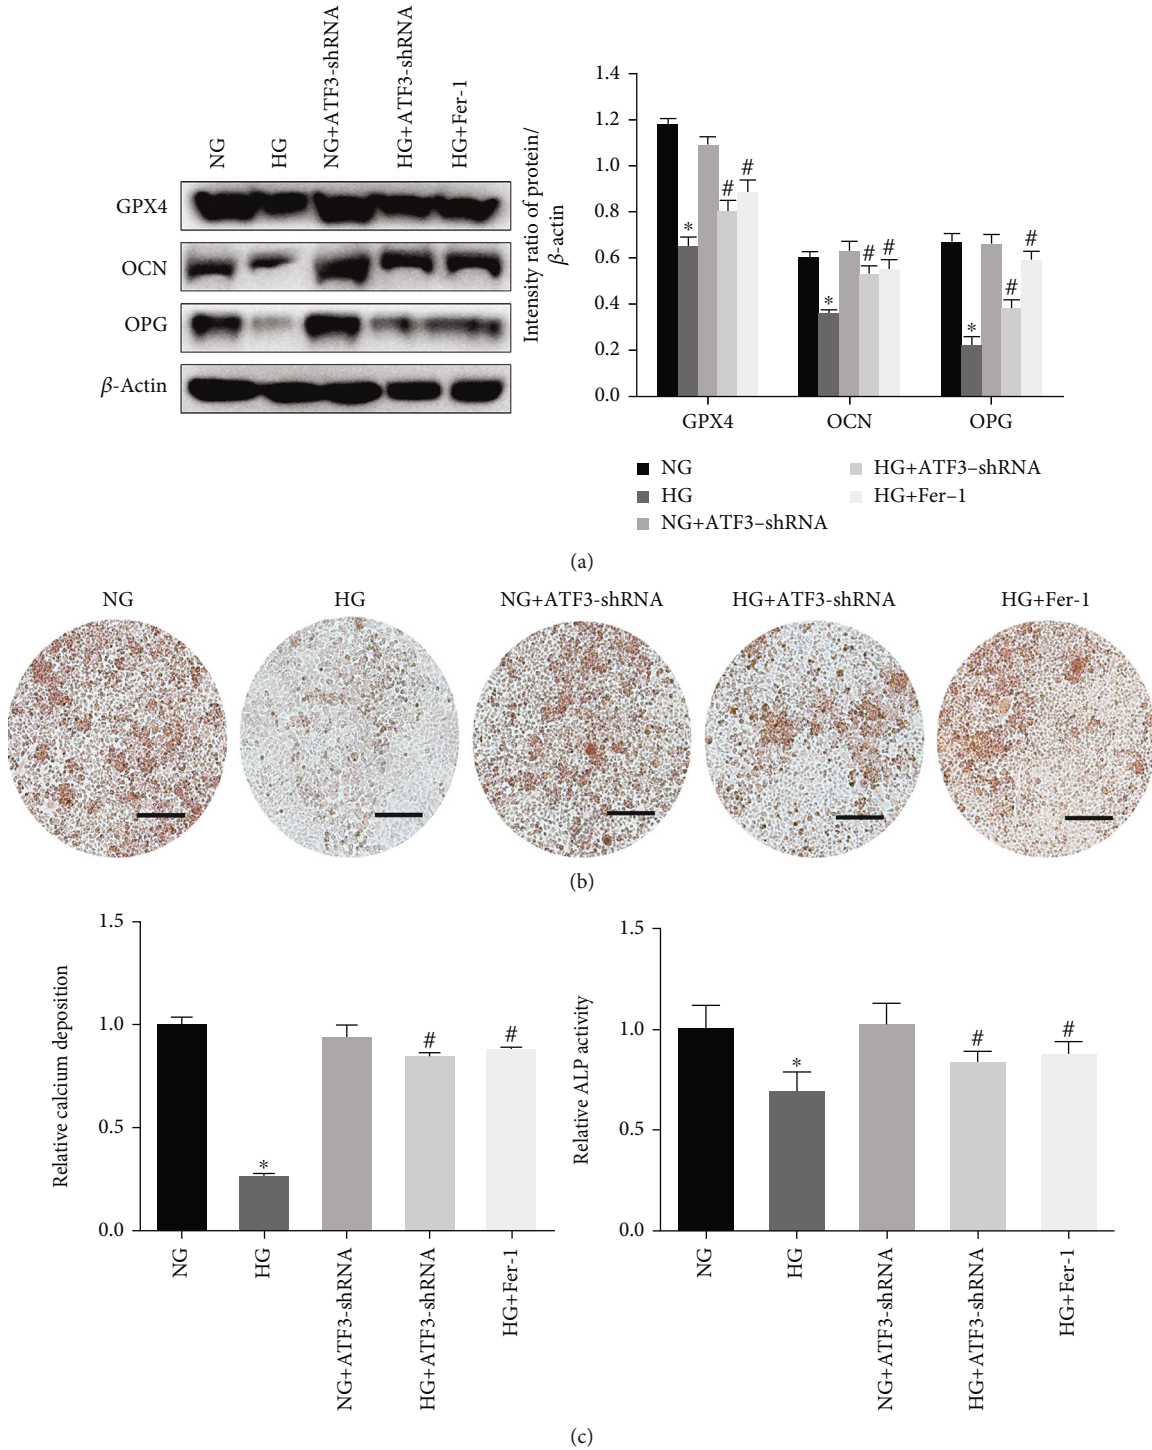 NG
HG
NG+ATF3-shRNA
HG+ATF3-shRNA
HG+Fer-1
GPX4
OCN
OPG
β-Actin
Intensity ratio of protein/
β-actin
1.4
1.2
1.0
0.8
0.6
0.4
0.2
0.0
*
#
#
*
#
#
*
#
#
GPX4
OCN
OPG
NG
HG
NG+ATF3–shRNA
HG+ATF3–shRNA
HG+Fer–1
(a)
NG
HG
NG+ATF3-shRNA
HG+ATF3-shRNA
HG+Fer-1
(b)
Relative calcium deposition
1.5
1.0
0.5
0.0
*
#
#
NG
HG
NG+ATF3-shRNA
HG+ATF3-shRNA
HG+Fer-1
Relative ALP activity
1.5
1.0
0.5
0.0
*
#
#
NG
HG
NG+ATF3-shRNA
HG+ATF3-shRNA
HG+Fer-1
(c)